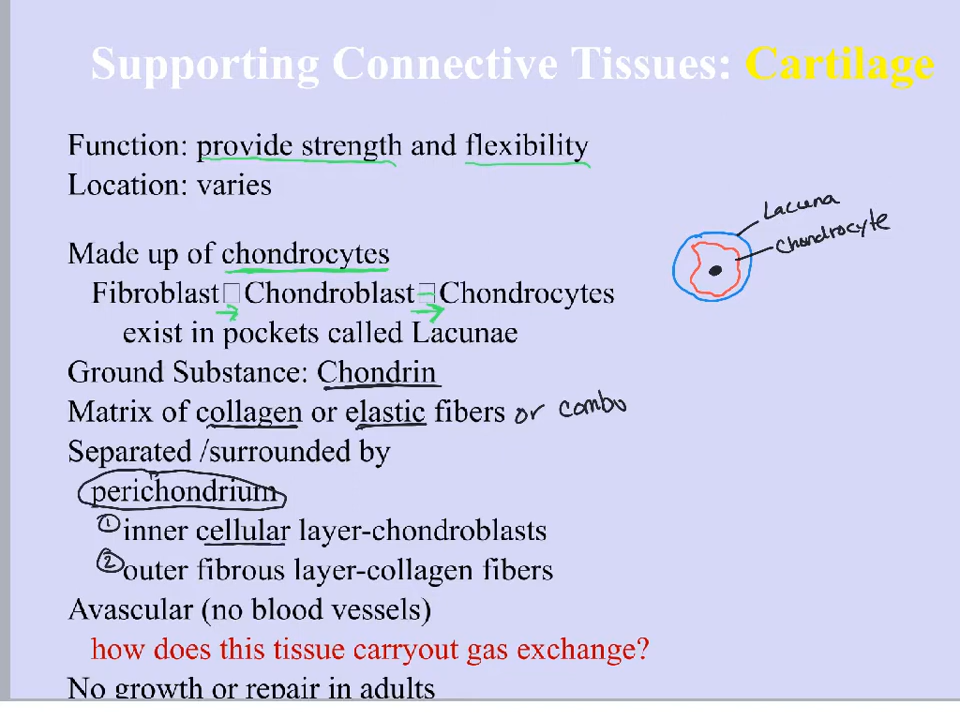 Supporting Connective Tissues: Cartilage
Function: provide strength and flexibility
Location: varies
Lacuna
Chondrocyte
Made up of chondrocytes
Fibroblast→Chondroblast→Chondrocytes
exist in pockets called Lacunae
Ground Substance: Chondrin
Matrix of collagen or elastic fibers or combo
Separated /surrounded by
perichondrium
① inner cellular layer-chondroblasts
② outer fibrous layer-collagen fibers
Avascular (no blood vessels)
how does this tissue carryout gas exchange?
No growth or repair in adults